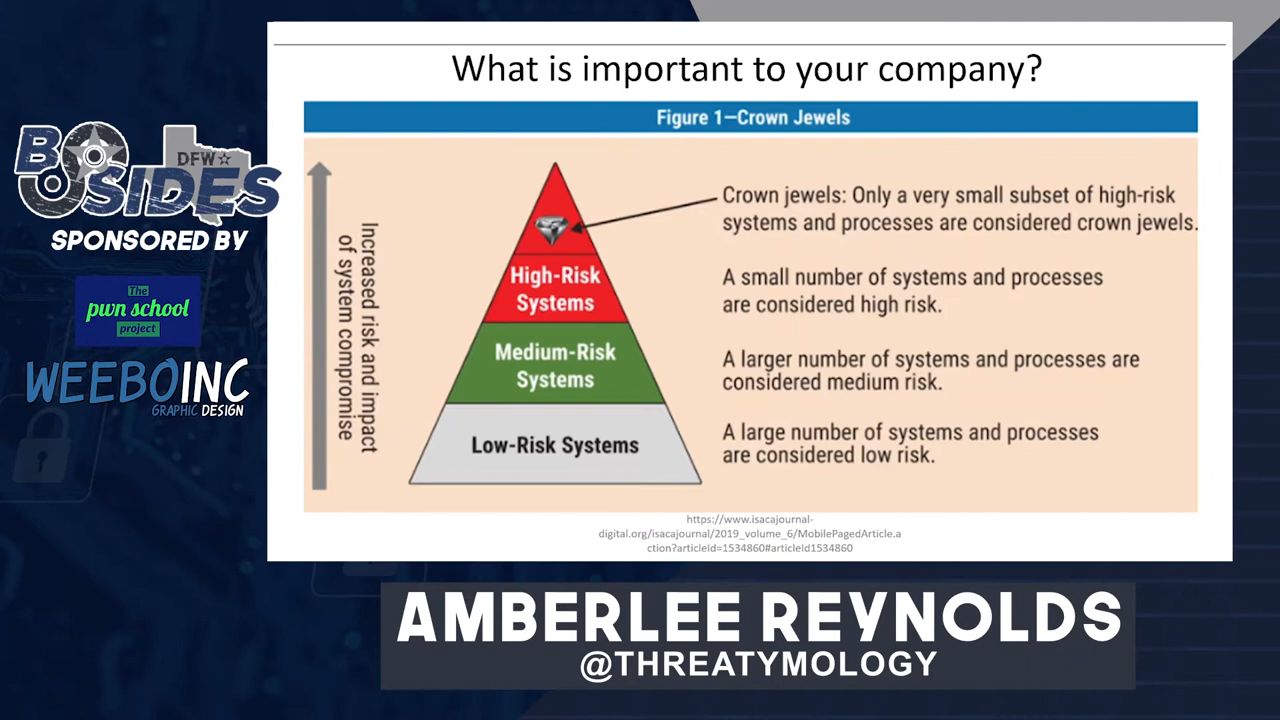 What is important to your company?
Figure 1—Crown Jewels
Increased risk and impact
of system compromise
Crown jewels: Only a very small subset of high-risk
systems and processes are considered crown jewels.
High-Risk
Systems
A small number of systems and processes
are considered high risk.
Medium-Risk
Systems
A larger number of systems and processes are
considered medium risk.
Low-Risk Systems
A large number of systems and processes
are considered low risk.
https://www.isacajournal-
digital.org/isacajournal/2019_volume_6/MobilePagedArticle.a
ction?articleId=1534860#articleId1534860
B SIDES
DFW
SPONSORED BY
The
pwn school
project
WEEBOINC
GRAPHIC DESIGN
AMBERLEE REYNOLDS
@THREATYMOLOGY